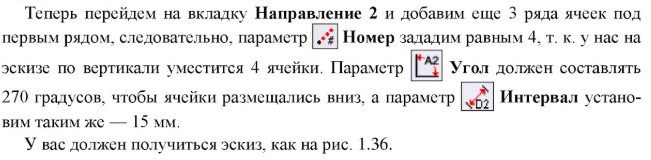 Теперь перейдем на вкладку Направление 2 и добавим еще 3 ряда ячеек под
первым рядом, следовательно, параметр # Номер зададим равным 4, т. к. у нас на
эскизе по вертикали уместится 4 ячейки. Параметр A2 Угол должен составлять
270 градусов, чтобы ячейки размещались вниз, а параметр D2 Интервал устано-
вим таким же — 15 мм.
У вас должен получиться эскиз, как на рис. 1.36.